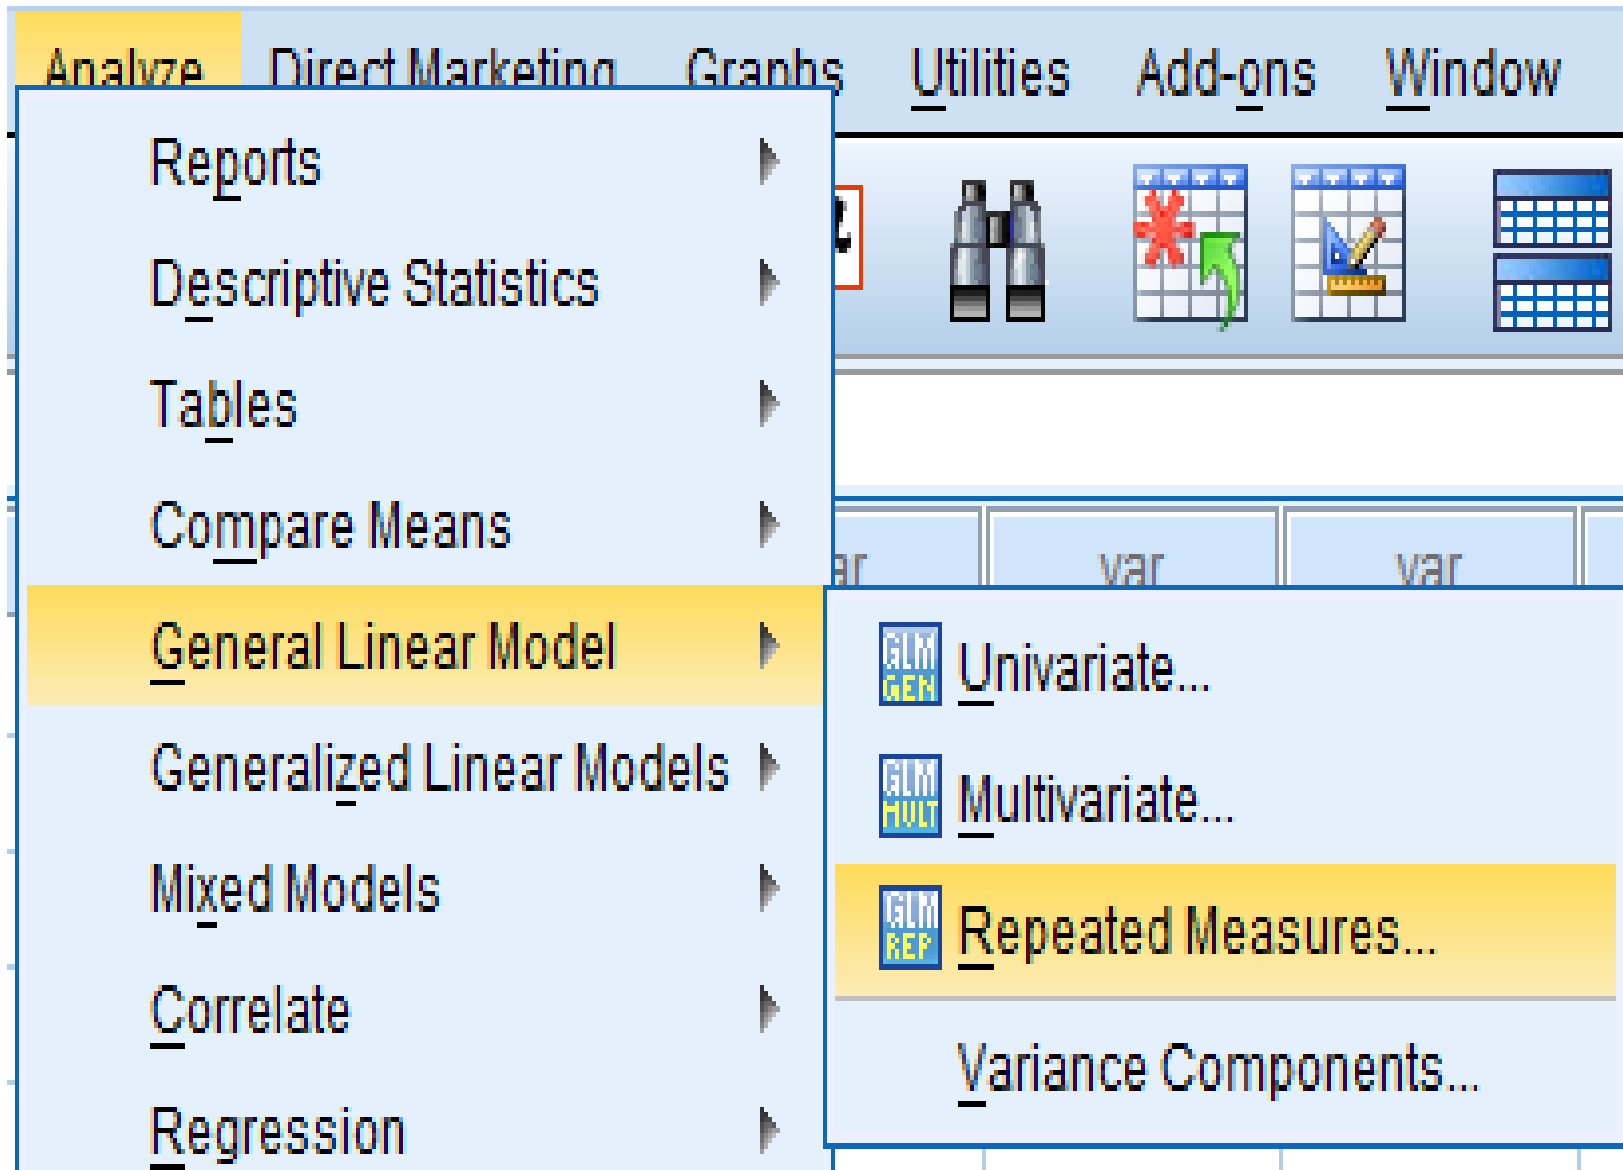 Analyze Direct Marketing Graphs Utilities Add-ons Window
Reports
Descriptive Statistics
Tables
Compare Means
ar var var
General Linear Model
GLM GEN Univariate...
Generalized Linear Models
GLM MULT Multivariate...
Mixed Models
GLM REP Repeated Measures...
Correlate
Variance Components...
Regression